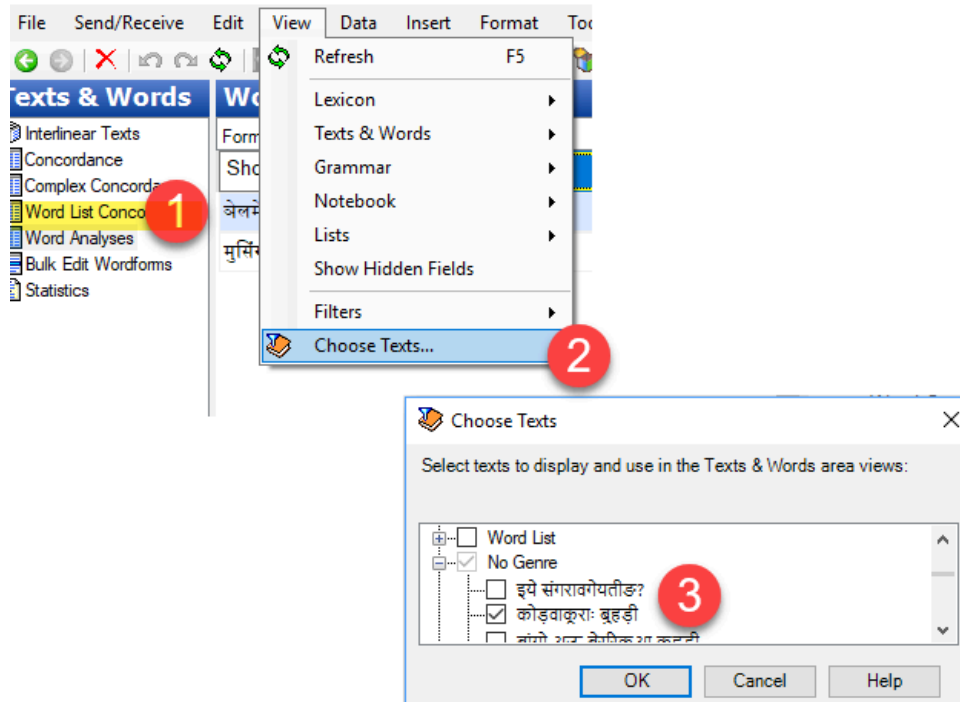 File Send/Receive Edit View Data Insert Format
Refresh F5
Texts & Words
Interlinear Texts
Concordance
Complex
Word List
Word Analyses
Bulk Edit Wordforms
Statistics
1
Lexicon
Texts & Words
Grammar
Notebook
Lists
Show Hidden Fields
Filters
Choose Texts...
2
Choose Texts
Select texts to display and use in the Texts & Words area views:
Word List
No Genre
इये संगरावगेयतीङ?
कोड़वाकूराः बूहड़ी
3
OK Cancel Help